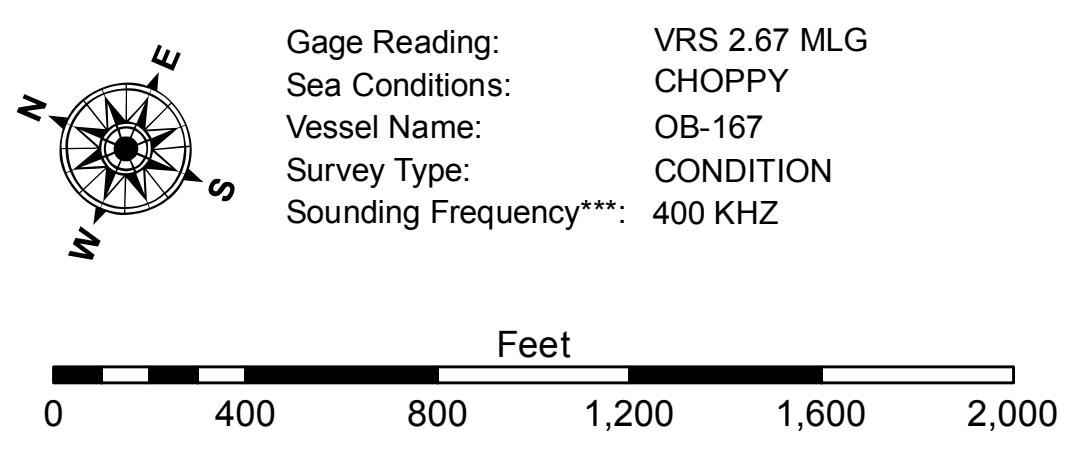 E
N
S
W
Gage Reading: VRS 2.67 MLG
Sea Conditions: CHOPPY
Vessel Name: OB-167
Survey Type: CONDITION
Sounding Frequency***: 400 KHZ
Feet
0 400 800 1,200 1,600 2,000